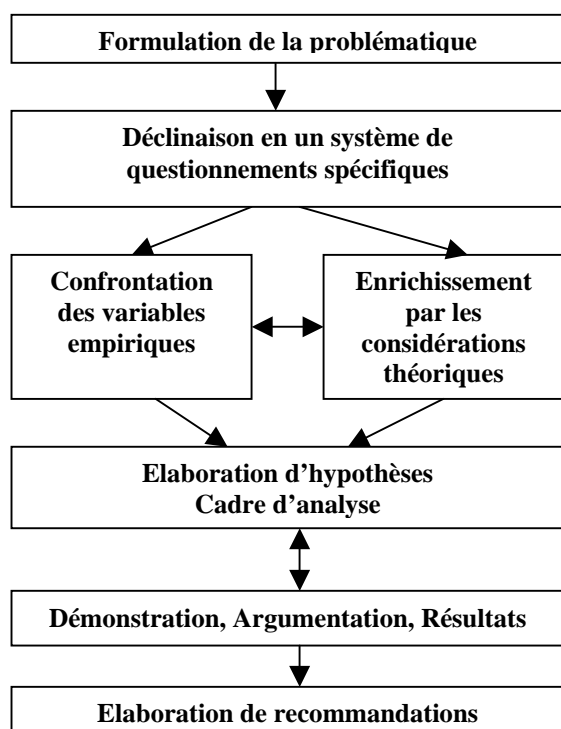 Formulation de la problématique
Déclinaison en un système de
questionnements spécifiques
Confrontation
des variables
empiriques
Enrichissement
par les
considérations
théoriques
Elaboration d’hypothèses
Cadre d’analyse
Démonstration, Argumentation, Résultats
Elaboration de recommandations